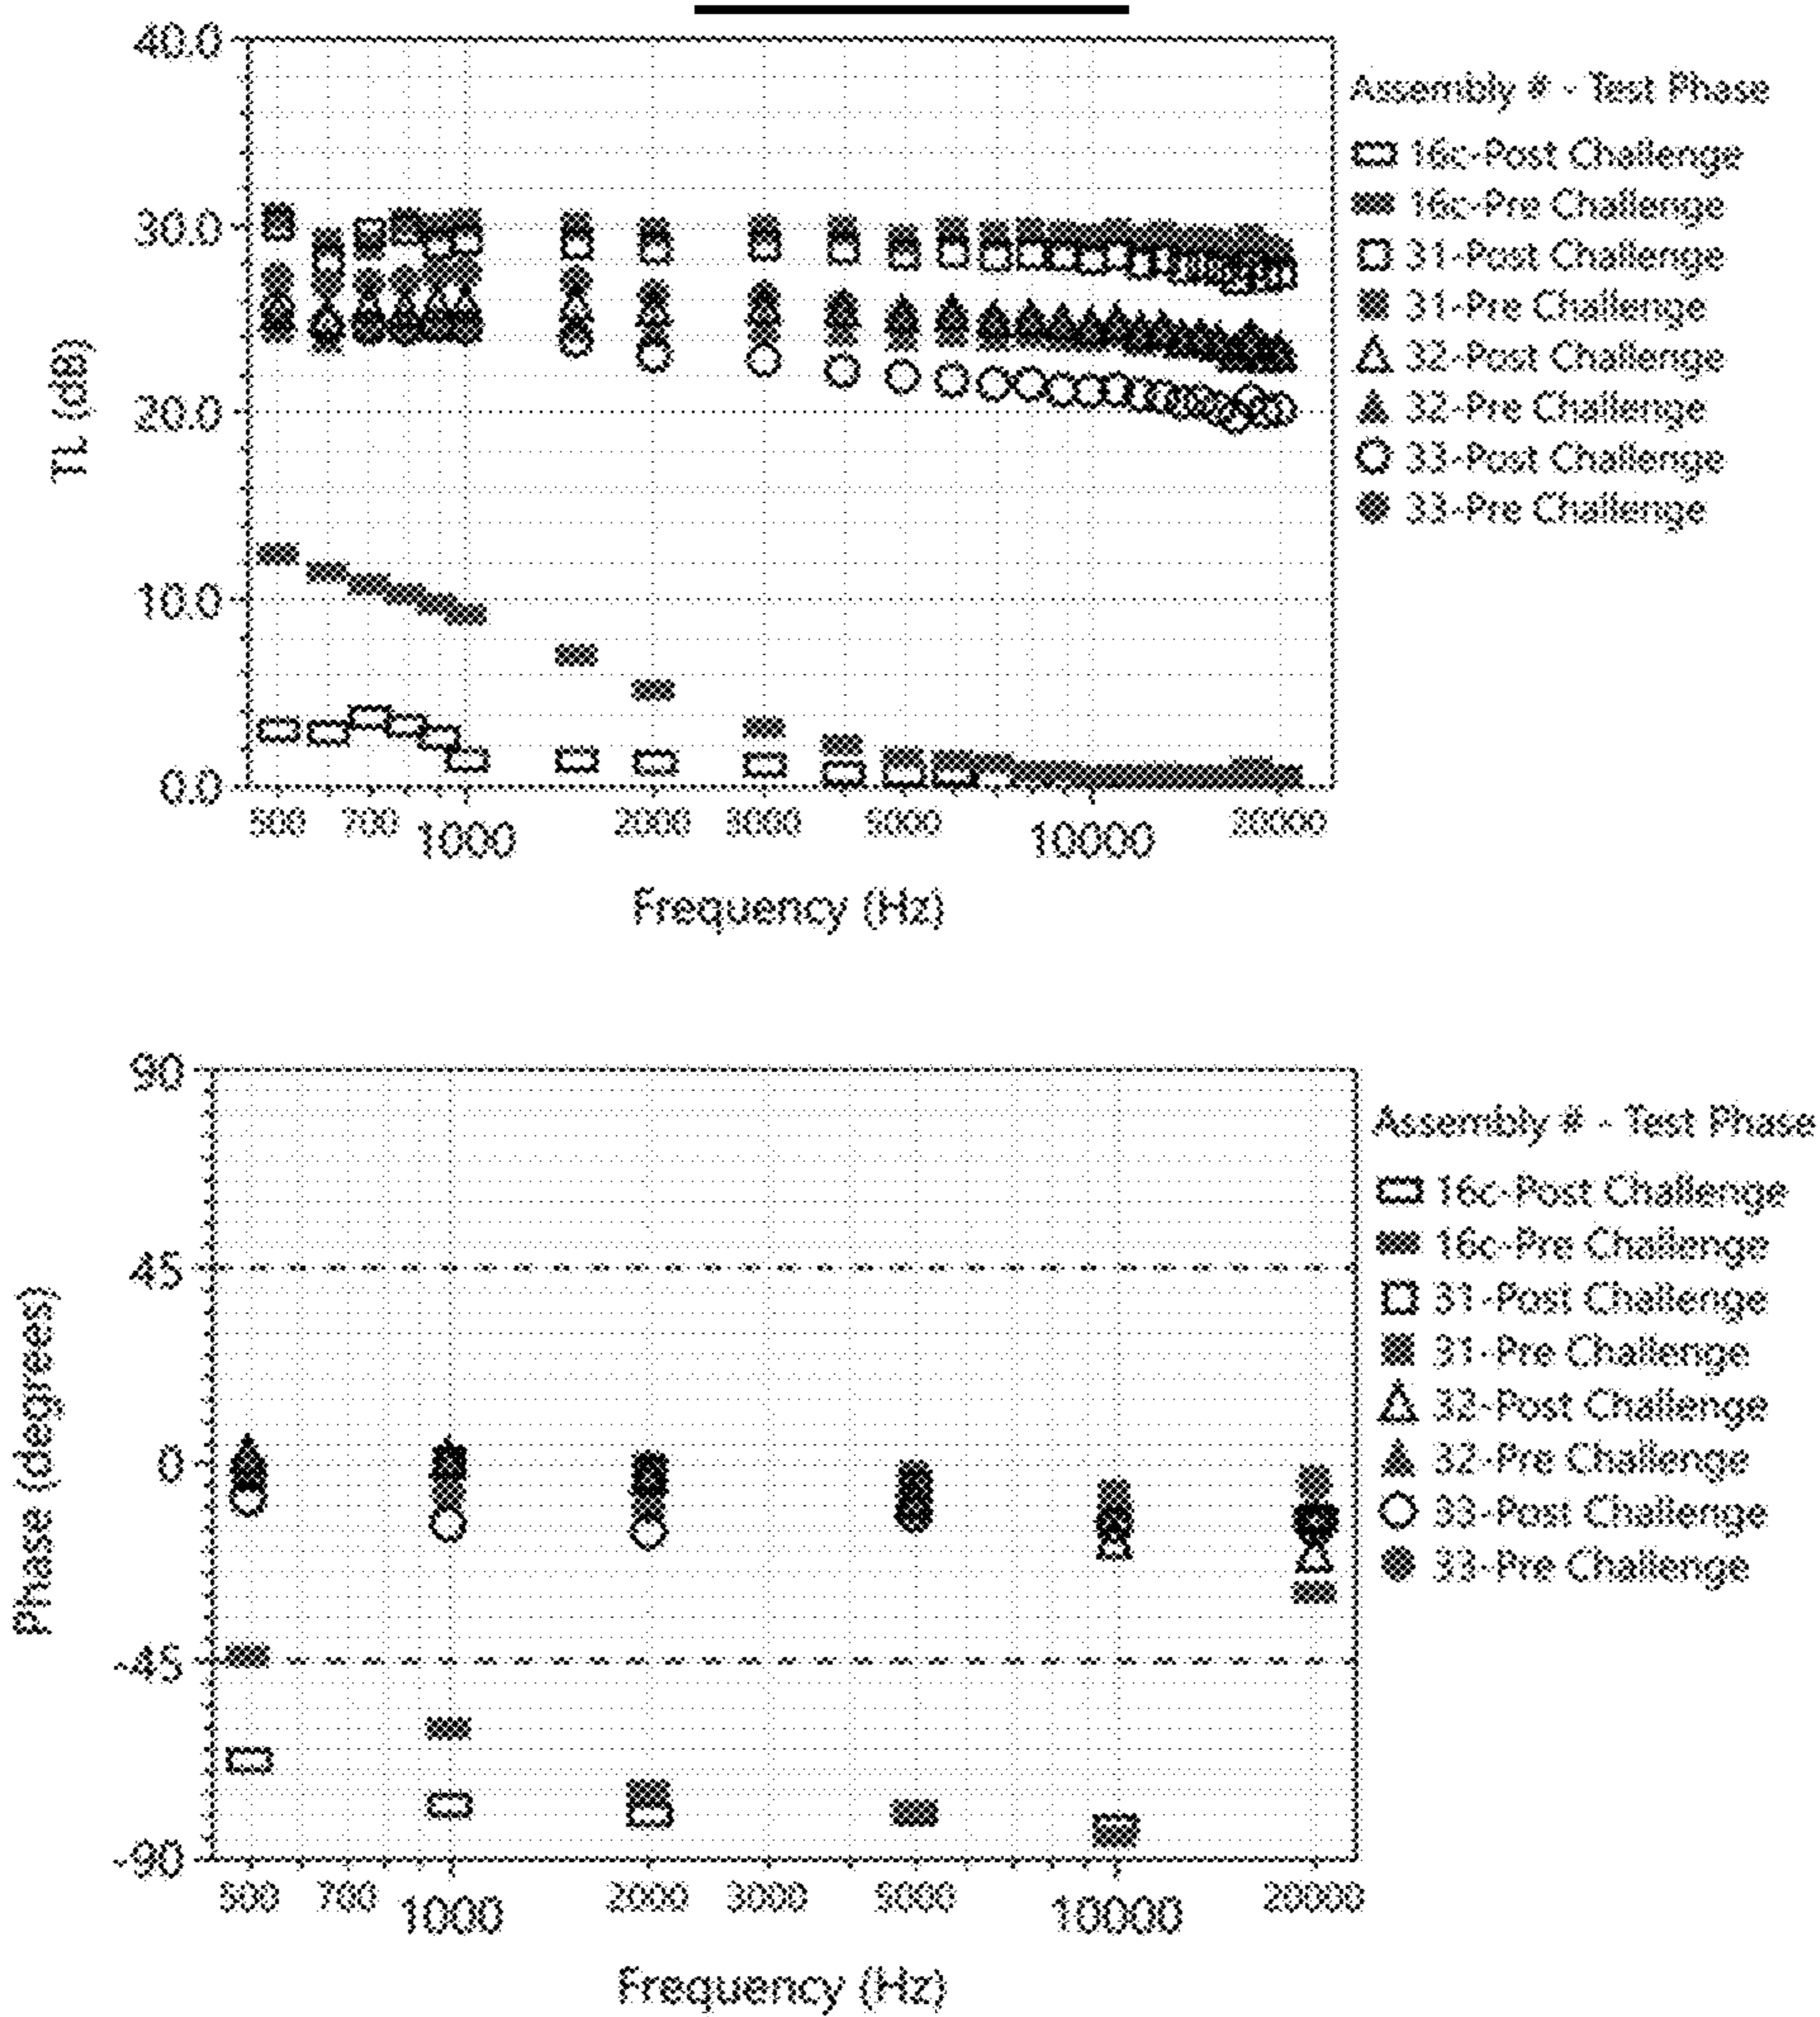 40.0
30.0
20.0
10.0
0.0
TL (dB)
500 700 1000 2000 3000 5000 10000 20000
Frequency (Hz)
Assembly # - Test Phase
16c-Post Challenge
16c-Pre Challenge
31-Post Challenge
31-Pre Challenge
32-Post Challenge
32-Pre Challenge
33-Post Challenge
33-Pre Challenge
90
45
0
-45
-90
Phase (degrees)
500 700 1000 2000 3000 5000 10000 20000
Frequency (Hz)
Assembly # - Test Phase
16c-Post Challenge
16c-Pre Challenge
31-Post Challenge
31-Pre Challenge
32-Post Challenge
32-Pre Challenge
33-Post Challenge
33-Pre Challenge